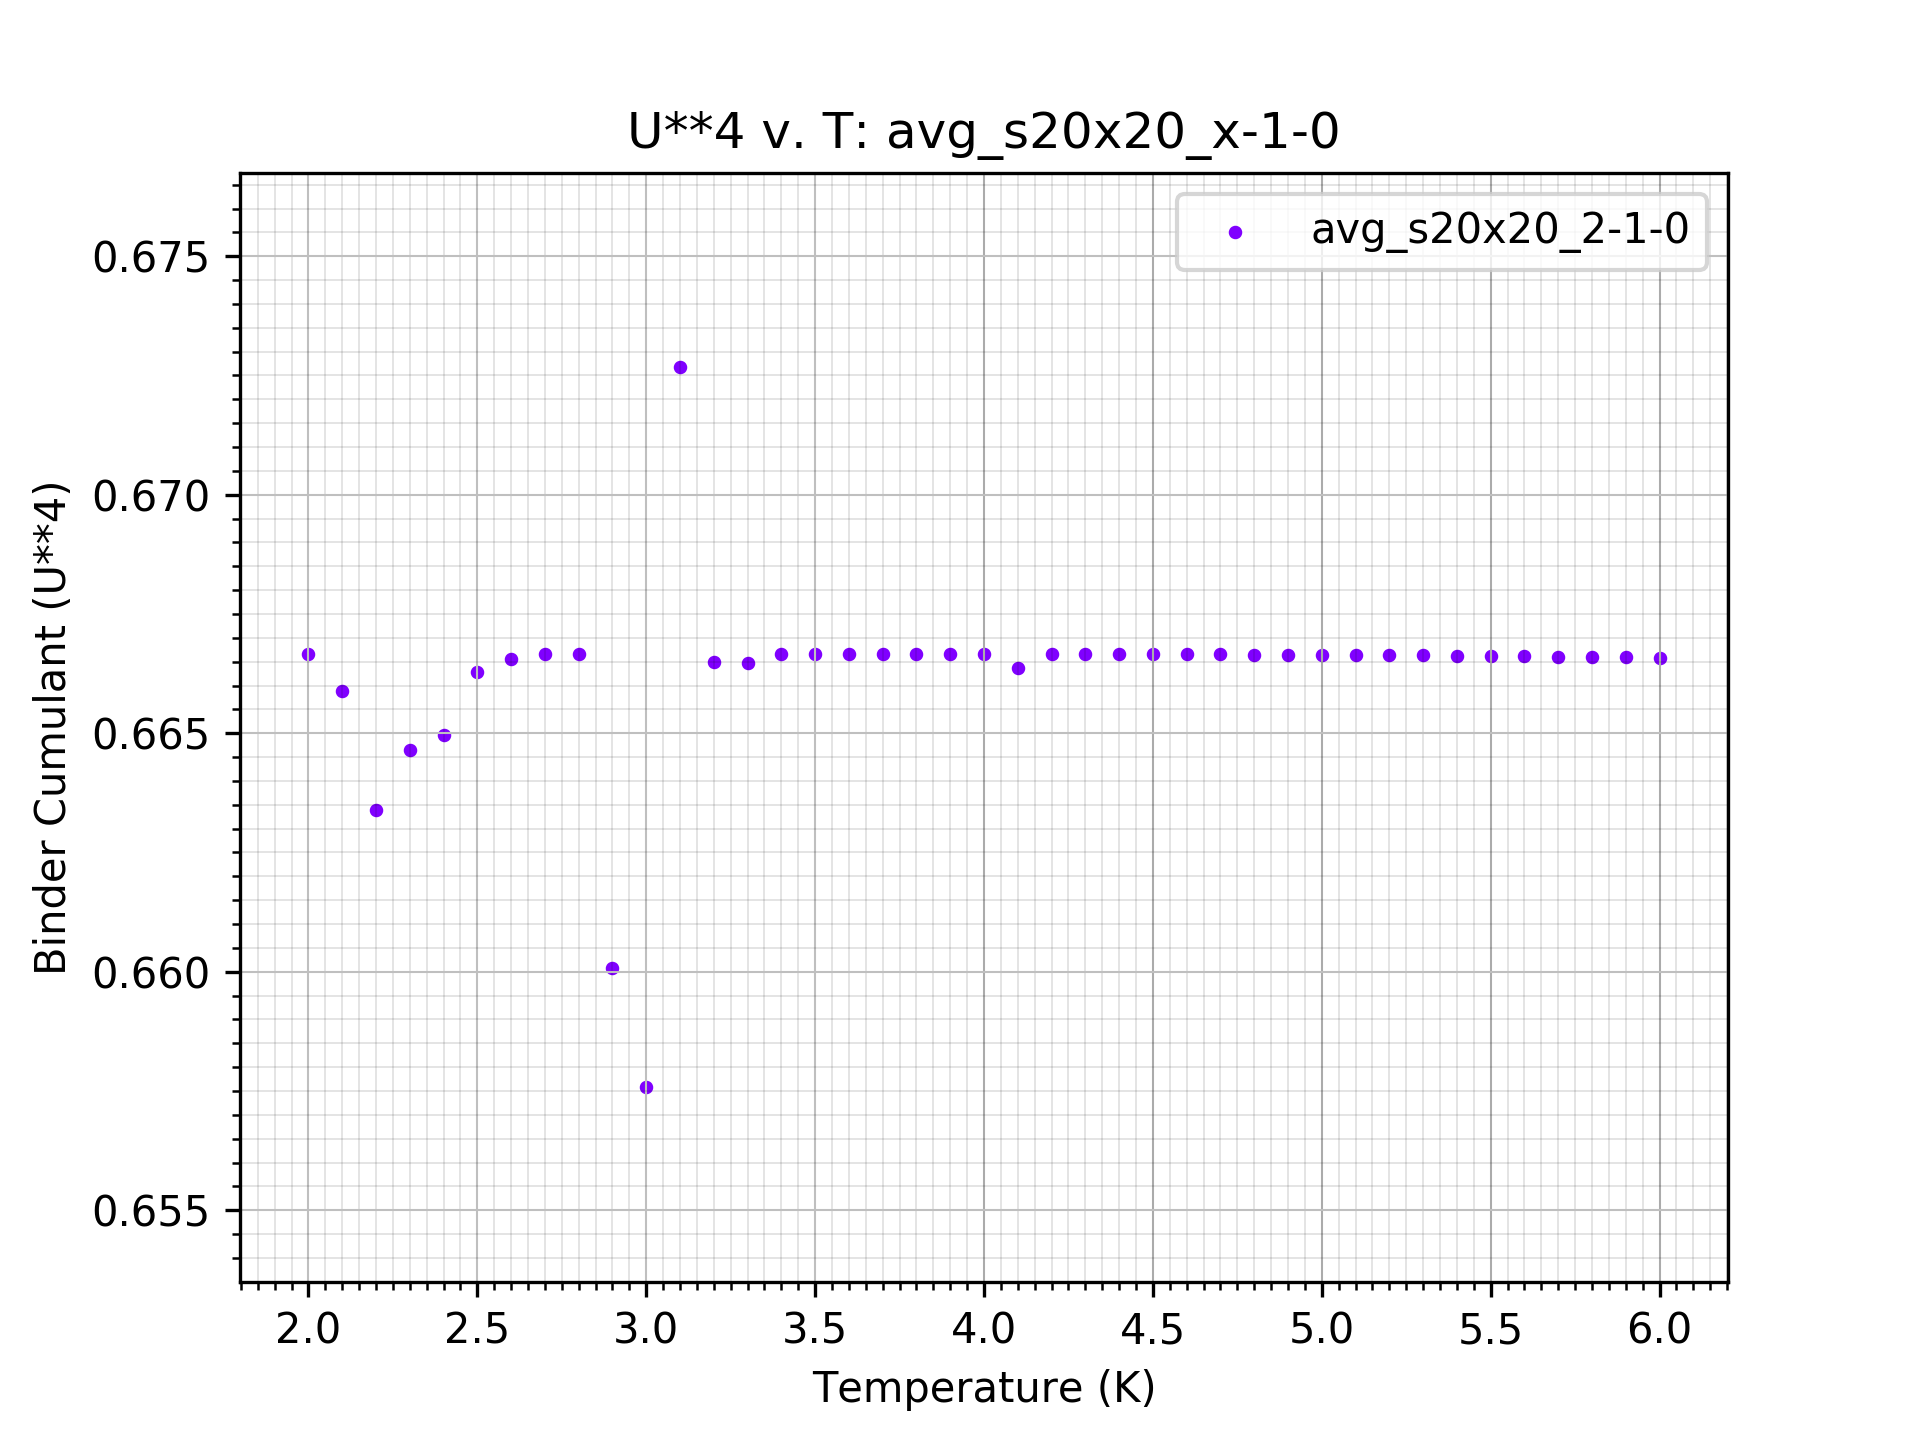 U**4 v. T: avg_s20x20_x-1-0
avg_s20x20_2-1-0
Binder Cumulant (U**4)
0.675
0.670
0.665
0.660
0.655
2.0 2.5 3.0 3.5 4.0 4.5 5.0 5.5 6.0
Temperature (K)